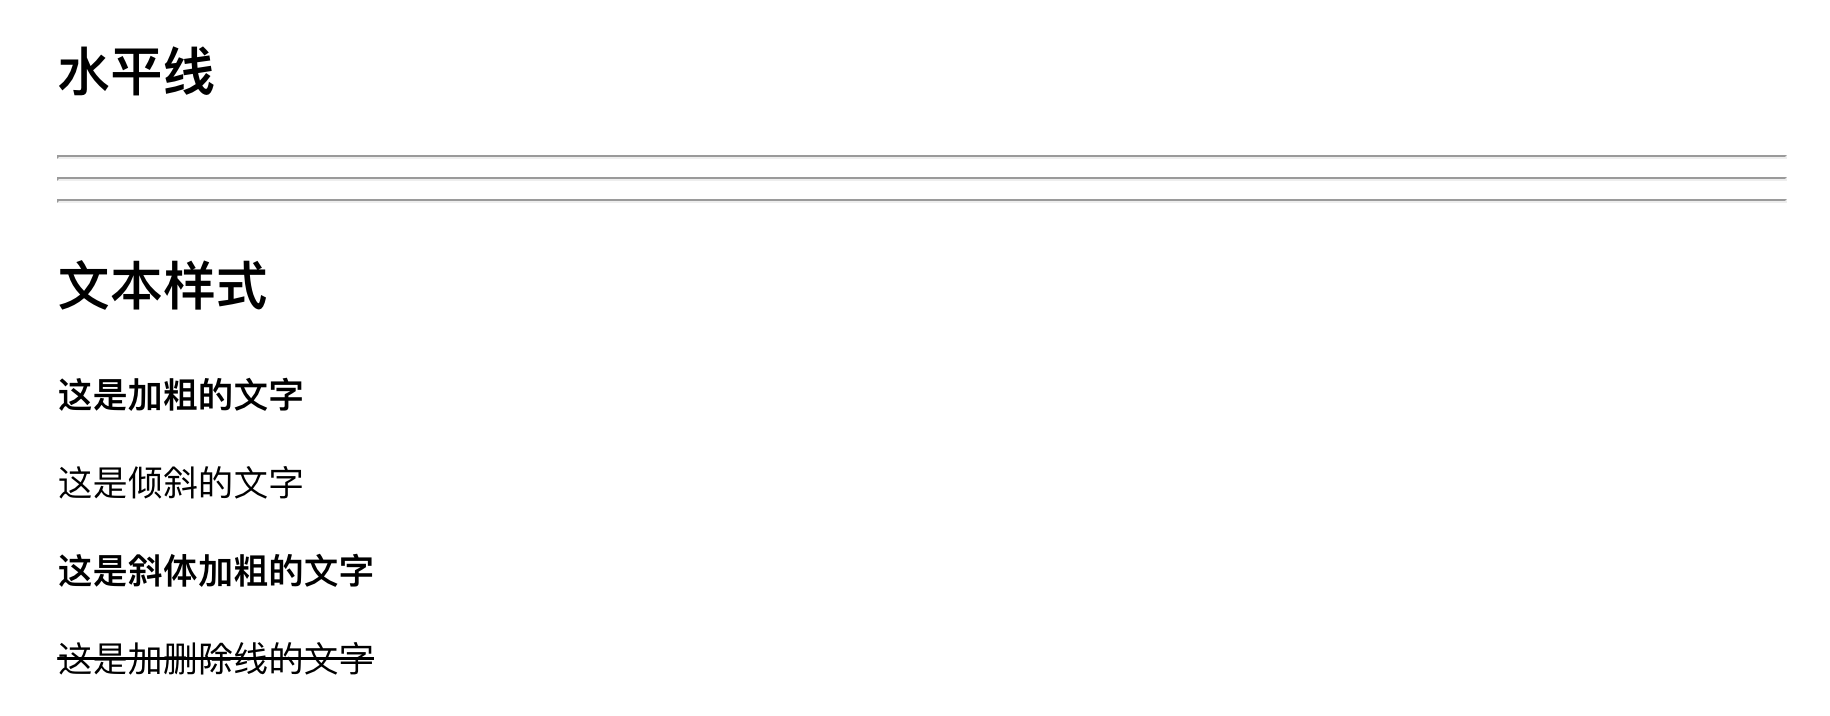 水平线
文本样式
这是加粗的文字
这是倾斜的文字
这是斜体加粗的文字
这是加删除线的文字